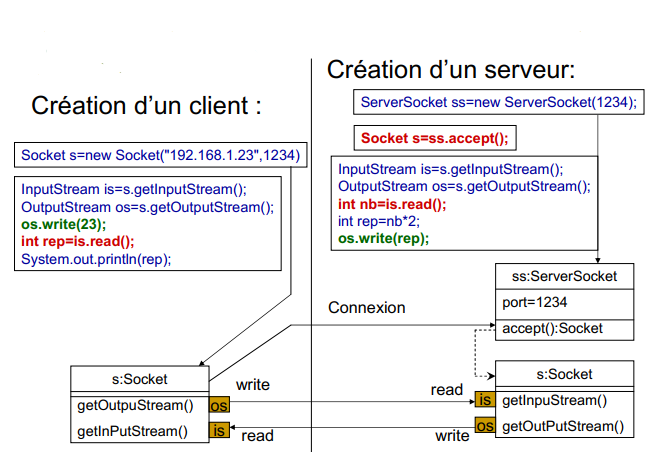 Création d'un client :
Socket s=new Socket("192.168.1.23",1234)
InputStream is=s.getInputStream();
OutputStream os=s.getOutputStream();
os.write(23);
int rep=is.read();
System.out.println(rep);
Création d'un serveur:
ServerSocket ss=new ServerSocket(1234);
Socket s=ss.accept();
InputStream is=s.getInputStream();
OutputStream os=s.getOutputStream();
int nb=is.read();
int rep=nb*2;
os.write(rep);
ss:ServerSocket
port=1234
accept():Socket
Connexion
s:Socket
getOutpuStream()
os
write
getInPutStream()
is
read
s:Socket
read
is
getInpuStream()
write
os
getOutPutStream()